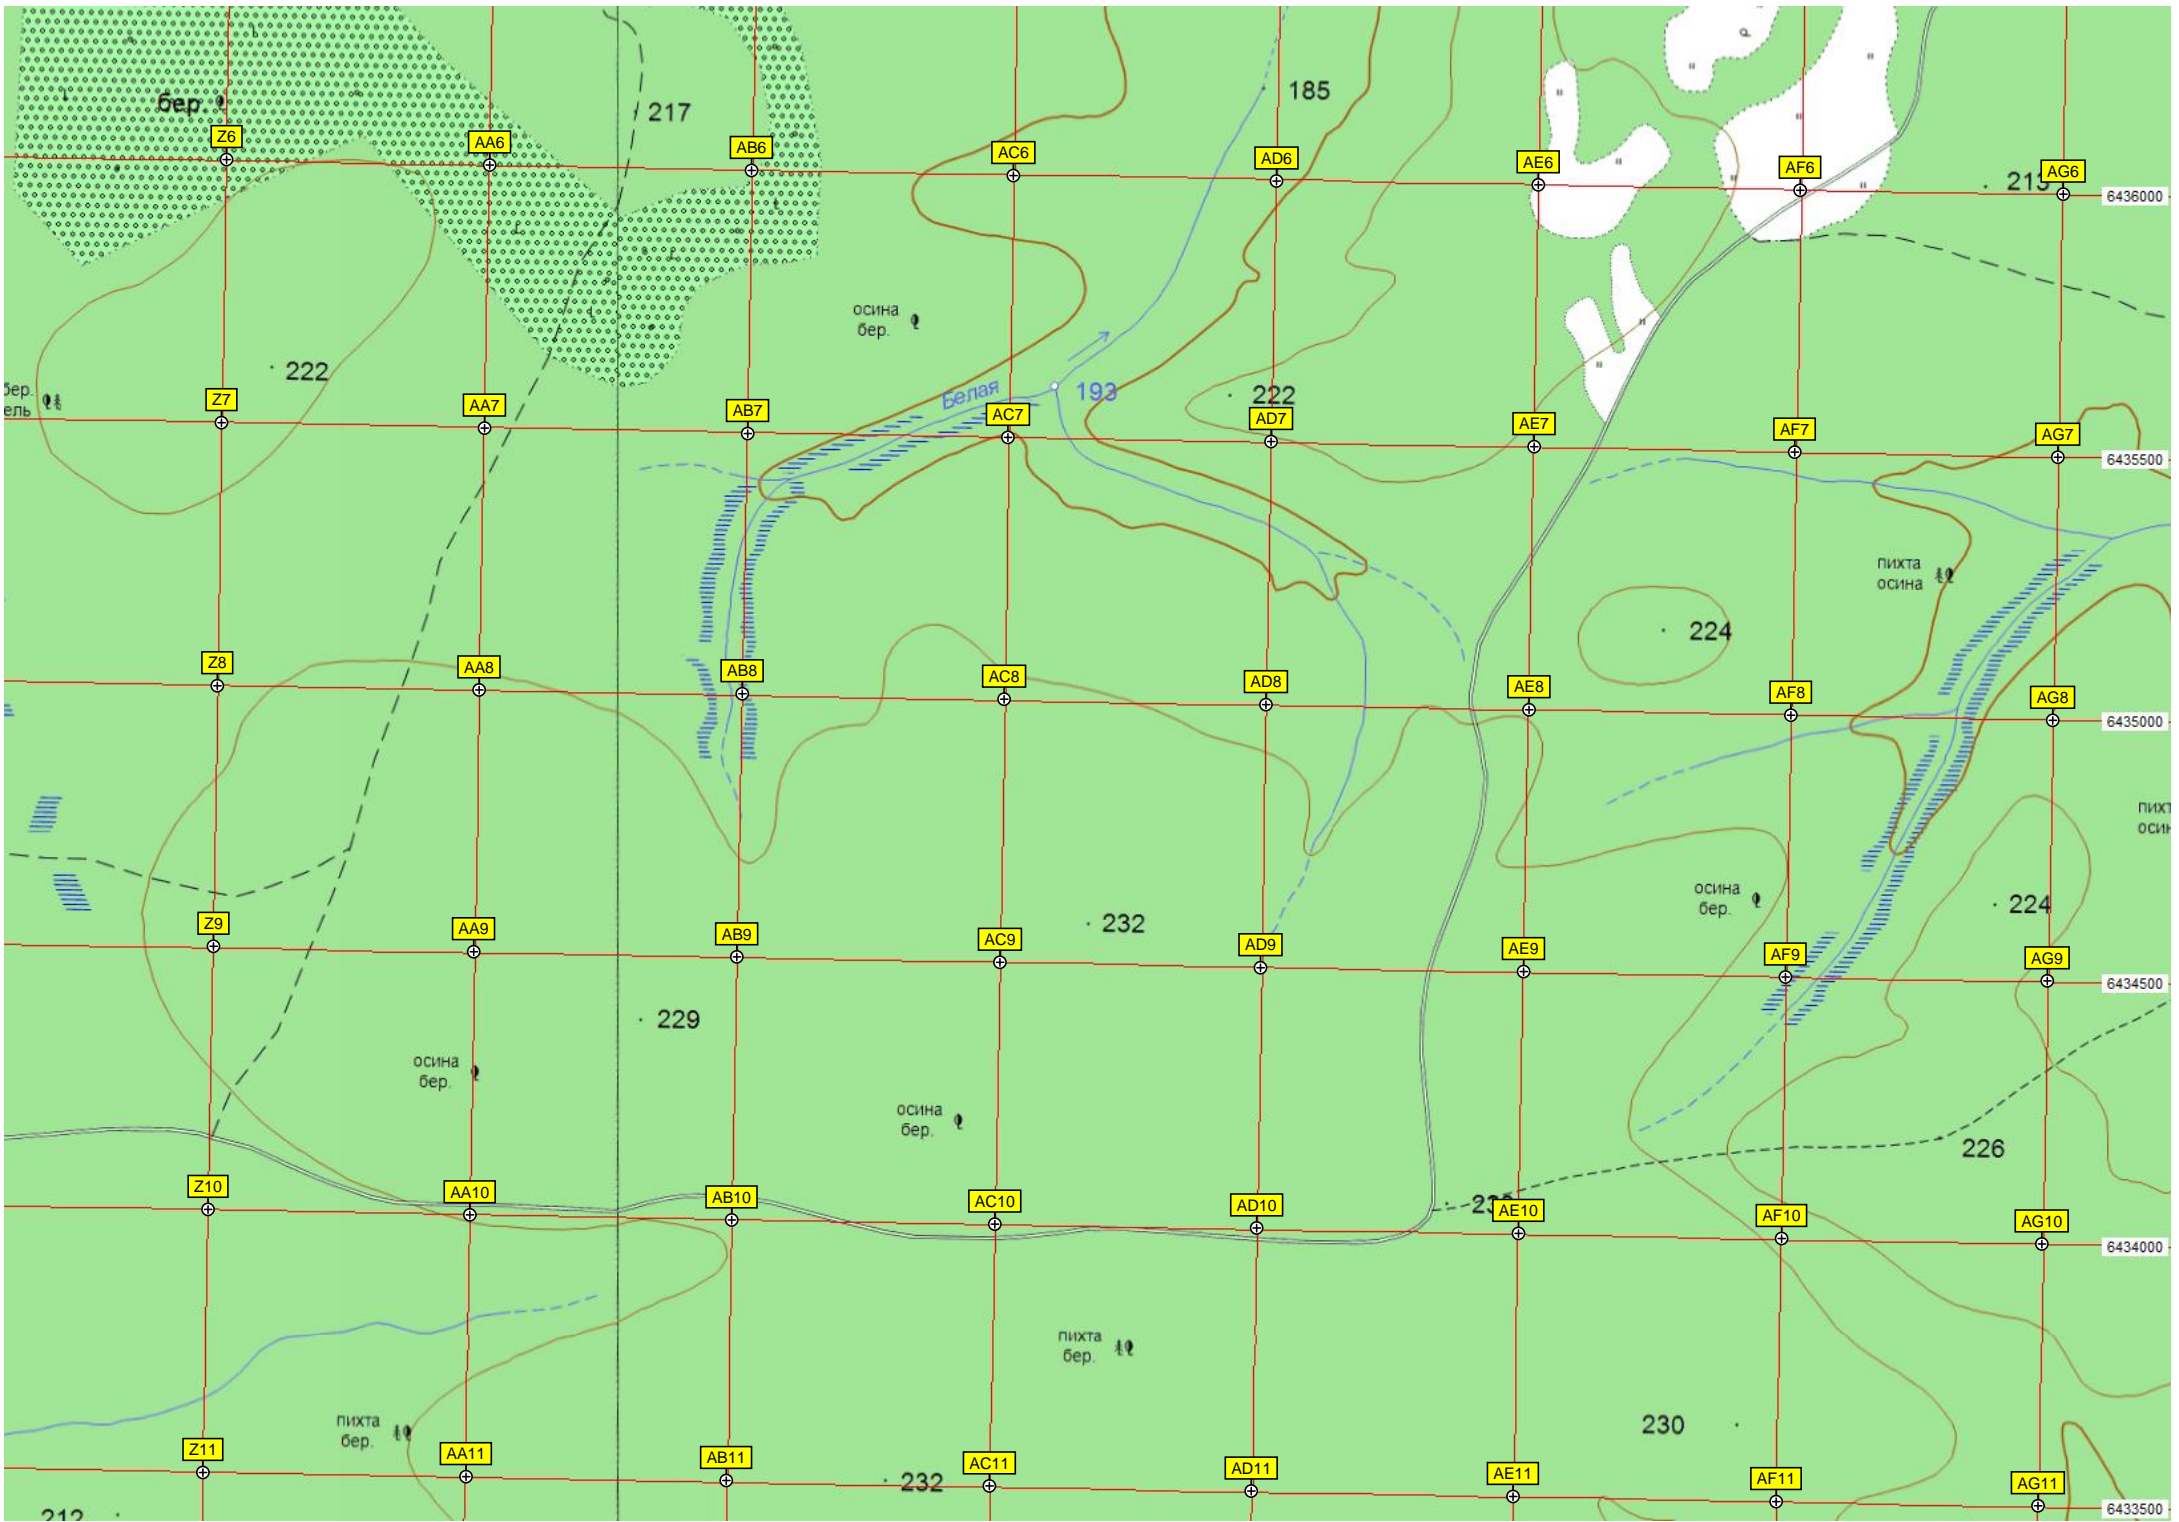 185
бер.
217
Z6
AA6
AB6
AC6
AD6
AE6
AF6
AG6
213
6436000
осина
бер.
222
бер.
ель
Белая
193
222
Z7
AA7
AB7
AC7
AD7
AE7
AF7
AG7
6435500
пихта
осина
224
Z8
AA8
AB8
AC8
AD8
AE8
AF8
AG8
6435000
осина
бер.
224
232
Z9
AA9
AB9
AC9
AD9
AE9
AF9
AG9
6434500
229
осина
бер.
осина
бер.
226
Z10
AA10
AB10
AC10
AD10
AE10
AF10
AG10
6434000
пихта
бер.
пихта
бер.
230
Z11
AA11
AB11
232
AC11
AD11
AE11
AF11
AG11
6433500
212